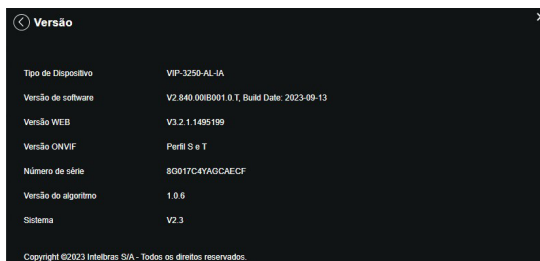 Versão
Tipo de Dispositivo VIP-3250-AL-IA
Versão de software V2.840.00IB001.0.T, Build Date: 2023-09-13
Versão WEB V3.2.1.1495199
Versão ONVIF Perfil S e T
Número de série 8G017C4YAGCAECF
Versão do algoritmo 1.0.6
Sistema V2.3
Copyright ©2023 Intelbras S/A - Todos os direitos reservados.